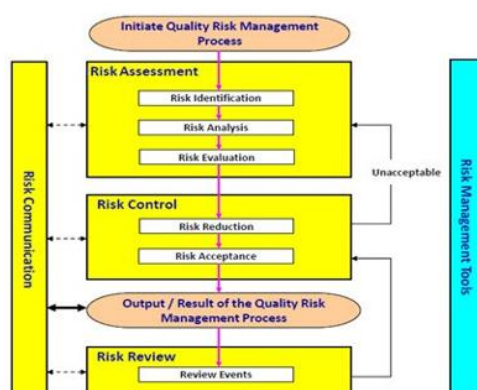 Initiate Quality Risk Management
Process
Risk Assessment
Risk Identification
Risk Analysis
Risk Evaluation
Unacceptable
Risk Control
Risk Reduction
Risk Acceptance
Output / Result of the Quality Risk
Management Process
Risk Review
Review Events
Risk Communication
Risk Management Tools